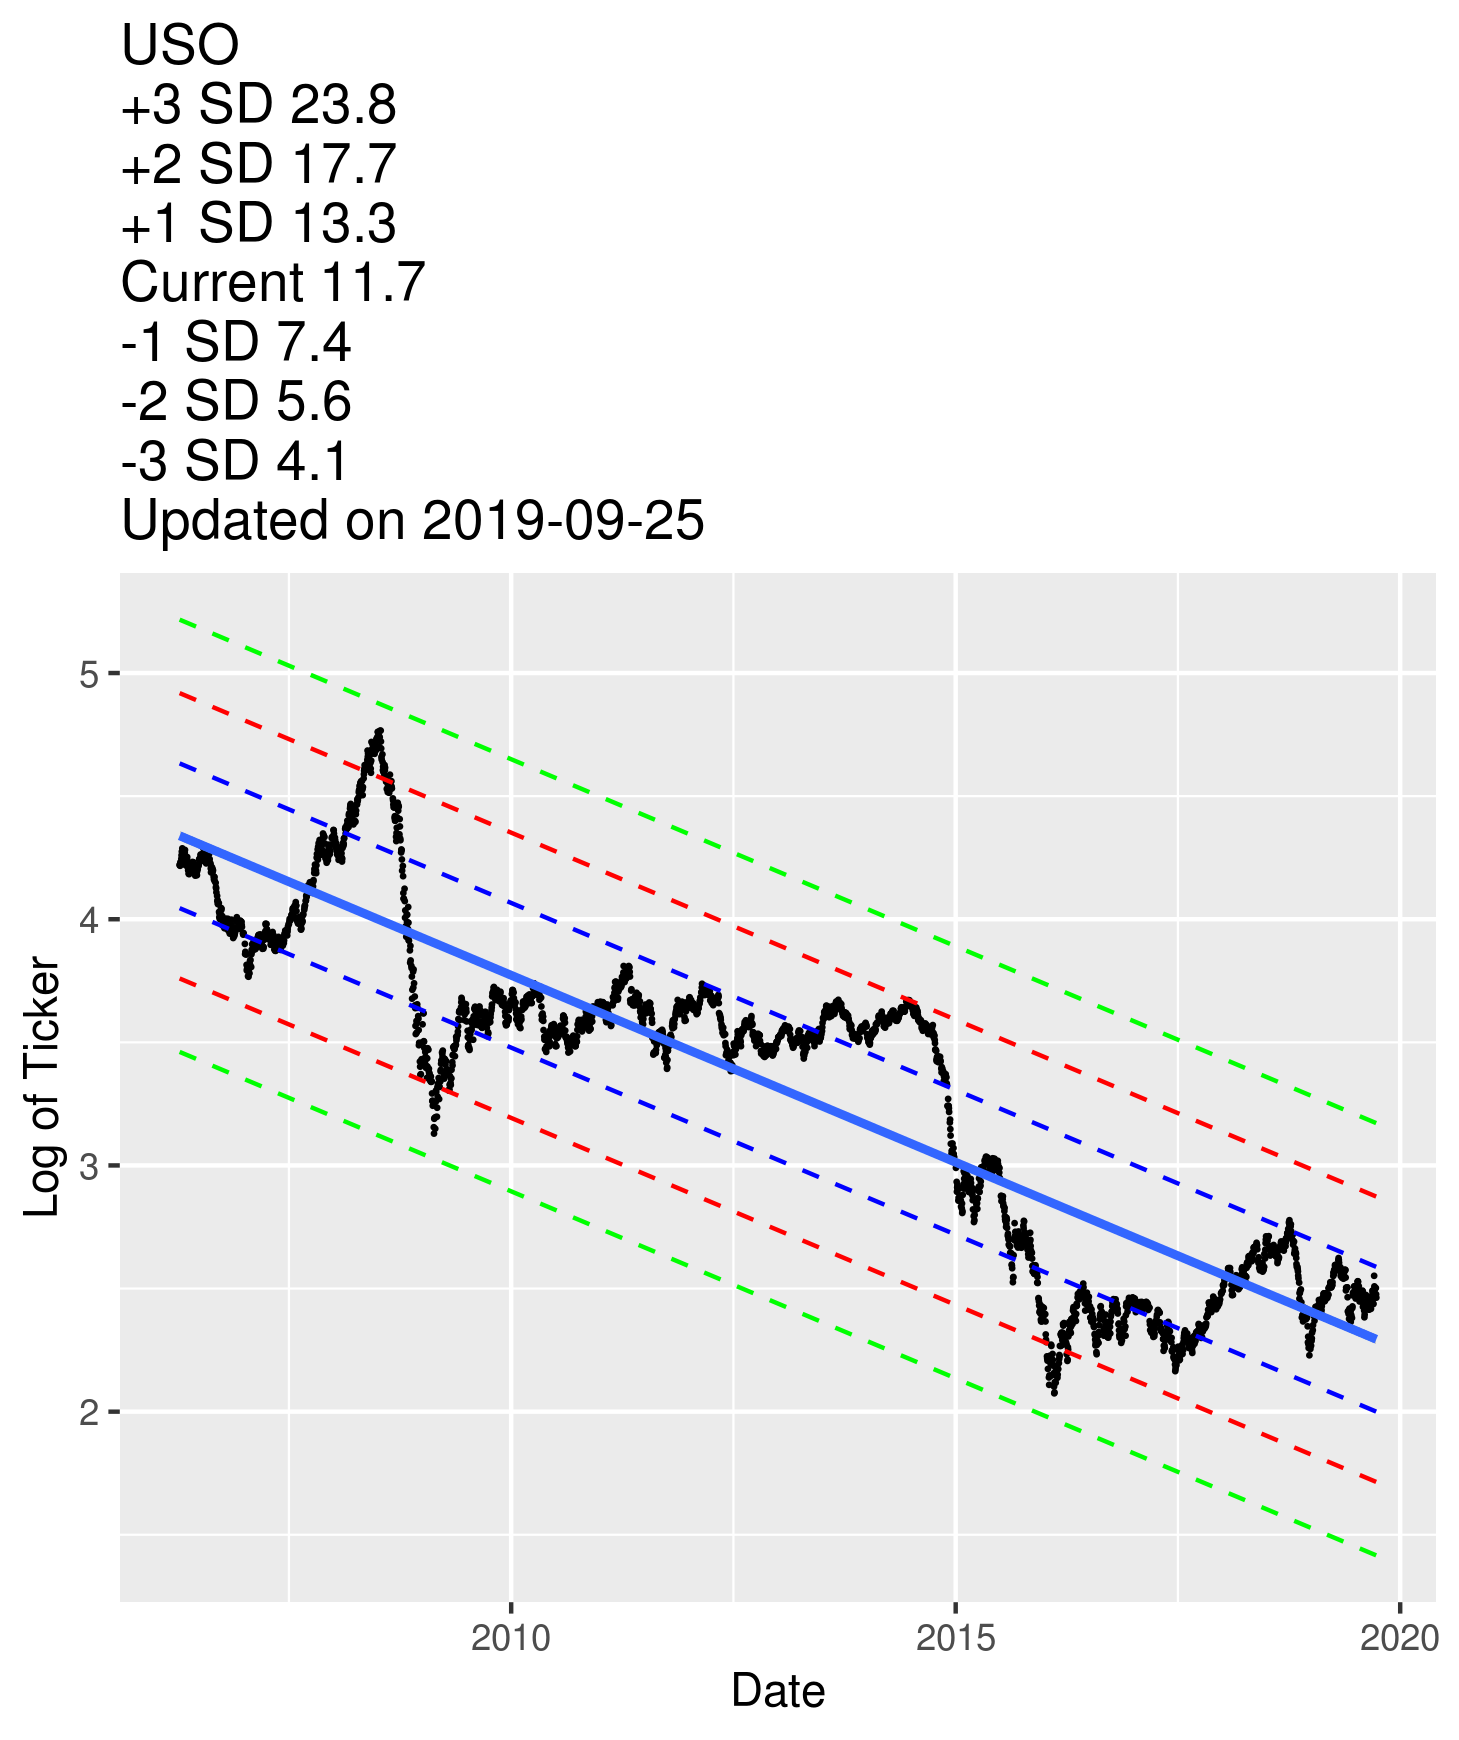 USO
+3 SD 23.8
+2 SD 17.7
+1 SD 13.3
Current 11.7
-1 SD 7.4
-2 SD 5.6
-3 SD 4.1
Updated on 2019-09-25
5
4
3
2
Log of Ticker
2010 2015 2020
Date